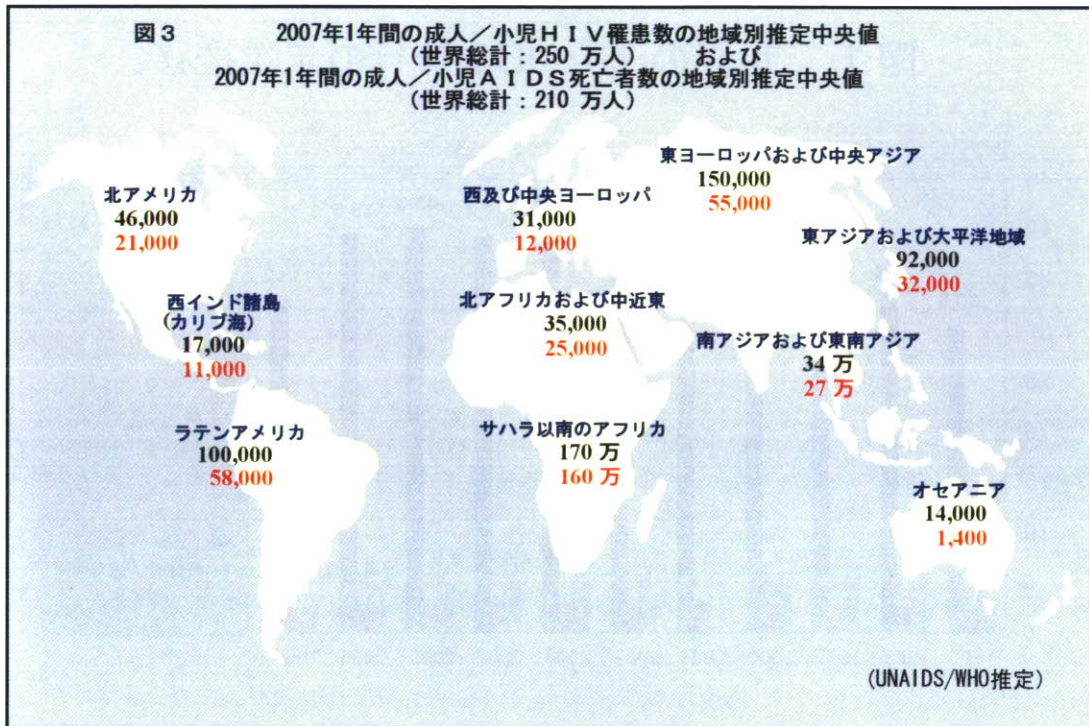 図3 2007年1年間の成人／小児ＨＩＶ罹患数の地域別推定中央値
（世界総計：250 万人） および
2007年1年間の成人／小児ＡＩＤＳ死亡者数の地域別推定中央値
（世界総計：210 万人）
東ヨーロッパおよび中央アジア
150,000
55,000
北アメリカ
46,000
21,000
西及び中央ヨーロッパ
31,000
12,000
東アジアおよび大平洋地域
92,000
32,000
西インド諸島
(カリブ海)
17,000
11,000
北アフリカおよび中近東
35,000
25,000
南アジアおよび東南アジア
34 万
27 万
ラテンアメリカ
100,000
58,000
サハラ以南のアフリカ
170 万
160 万
オセアニア
14,000
1,400
(UNAIDS/WHO推定)